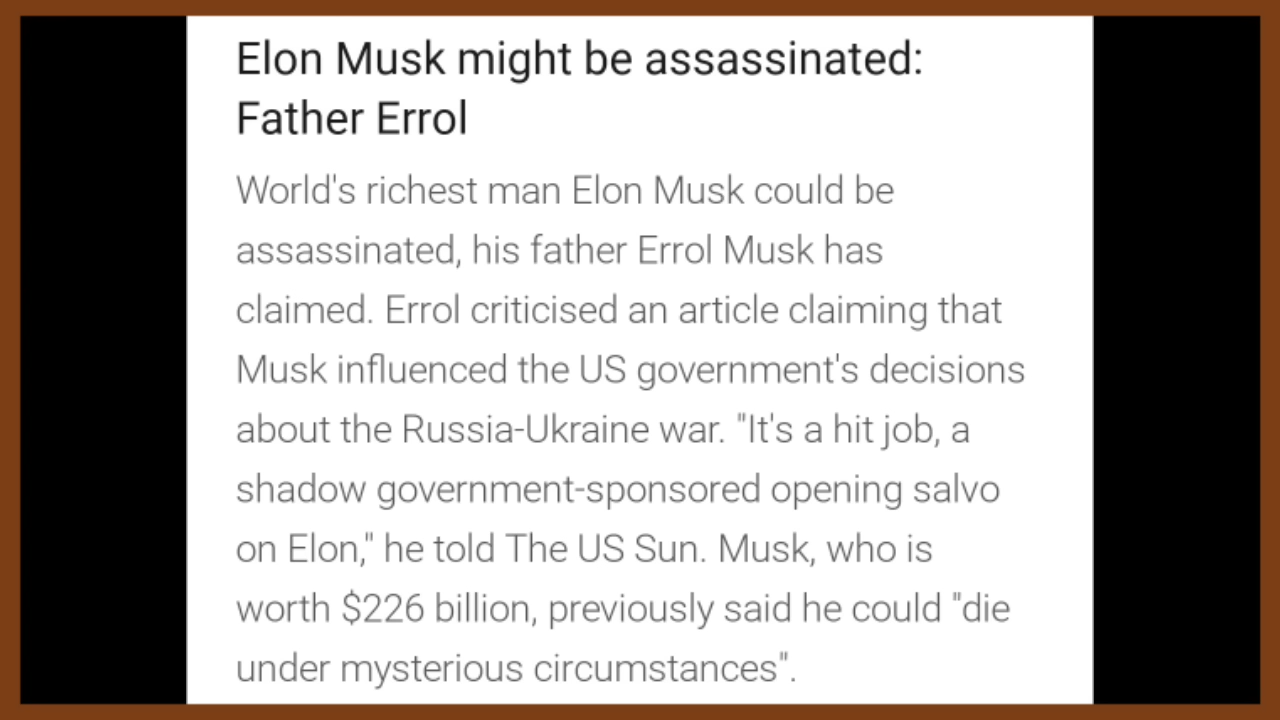 Elon Musk might be assassinated:
Father Errol
World's richest man Elon Musk could be
assassinated, his father Errol Musk has
claimed. Errol criticised an article claiming that
Musk influenced the US government's decisions
about the Russia-Ukraine war. "It's a hit job, a
shadow government-sponsored opening salvo
on Elon," he told The US Sun. Musk, who is
worth $226 billion, previously said he could "die
under mysterious circumstances".